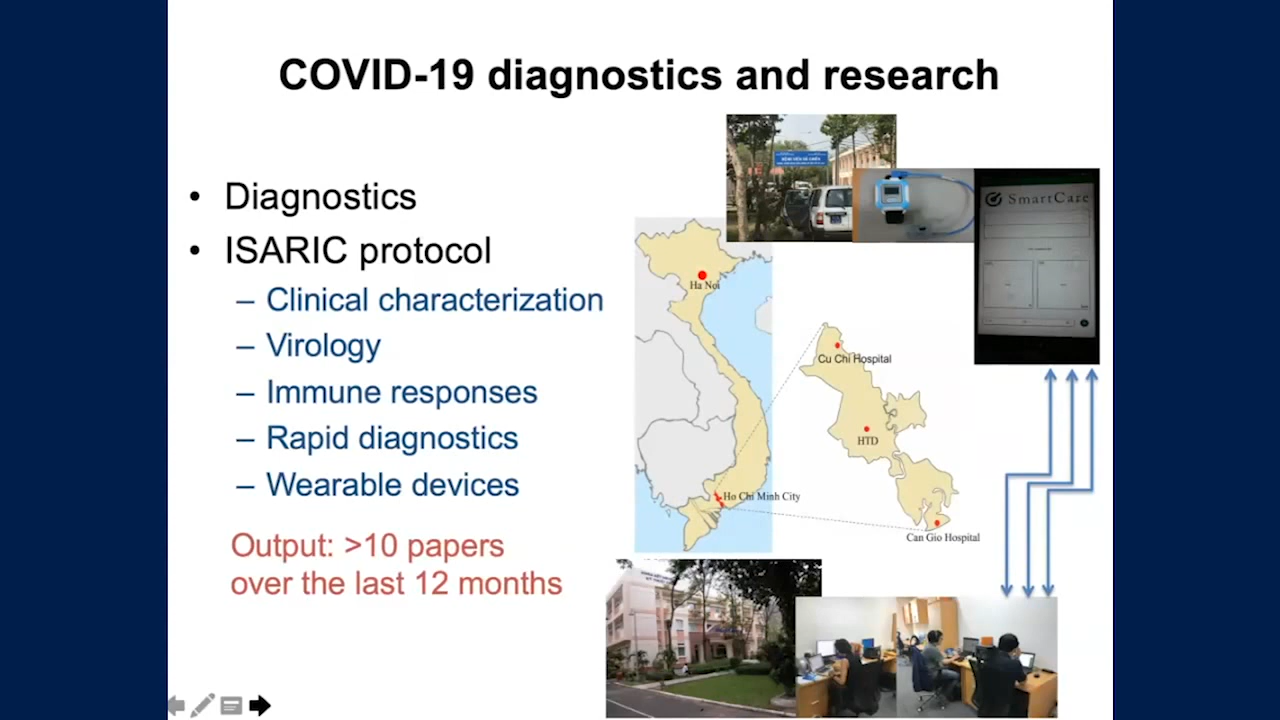 COVID-19 diagnostics and research
• Diagnostics
• ISARIC protocol
– Clinical characterization
– Virology
– Immune responses
– Rapid diagnostics
– Wearable devices
Output: >10 papers
over the last 12 months
SmartCare
Ha Noi
Cu Chi Hospital
HTD
Ho Chi Minh City
Can Gio Hospital